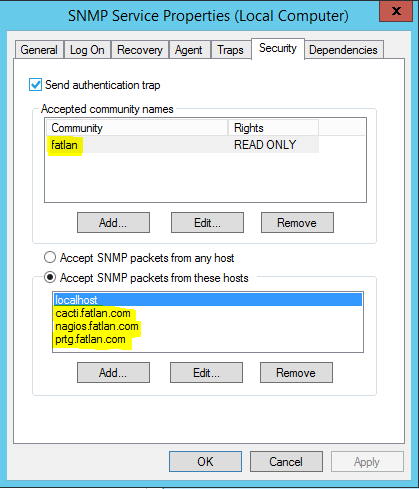 SNMP Service Properties (Local Computer)
x
General Log On Recovery Agent Traps Security Dependencies
Send authentication trap
Accepted community names
Community Rights
fatlan READ ONLY
Add... Edit... Remove
Accept SNMP packets from any host
Accept SNMP packets from these hosts
localhost
cacti.fatlan.com
nagios.fatlan.com
prtg.fatlan.com
Add... Edit... Remove
OK Cancel Apply